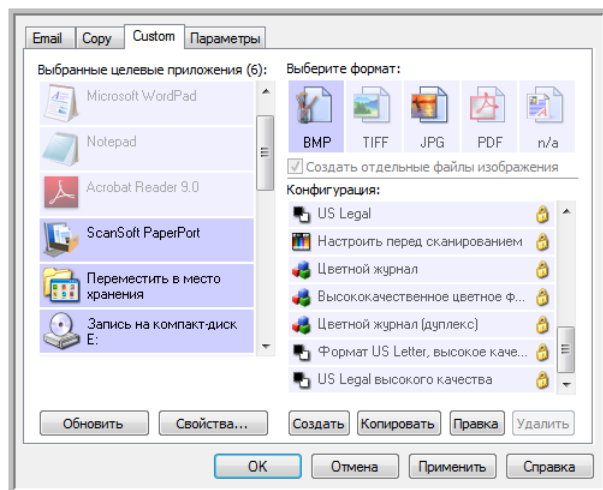 Email Copy Custom Параметры
Выбранные целевые приложения (6):
Microsoft WordPad
Notepad
Acrobat Reader 9.0
ScanSoft PaperPort
Переместить в место
хранения
Запись на компакт-диск
E:
Обновить Свойства...
Выберите формат:
BMP TIFF JPG PDF n/a
Создать отдельные файлы изображения
Конфигурация:
US Legal
Настроить перед сканированием
Цветной журнал
Высококачественное цветное ф...
Цветной журнал (дуплекс)
Формат US Letter, высокое каче...
US Legal высокого качества
Создать Копировать Правка Удалить
OK Отмена Применить Справка